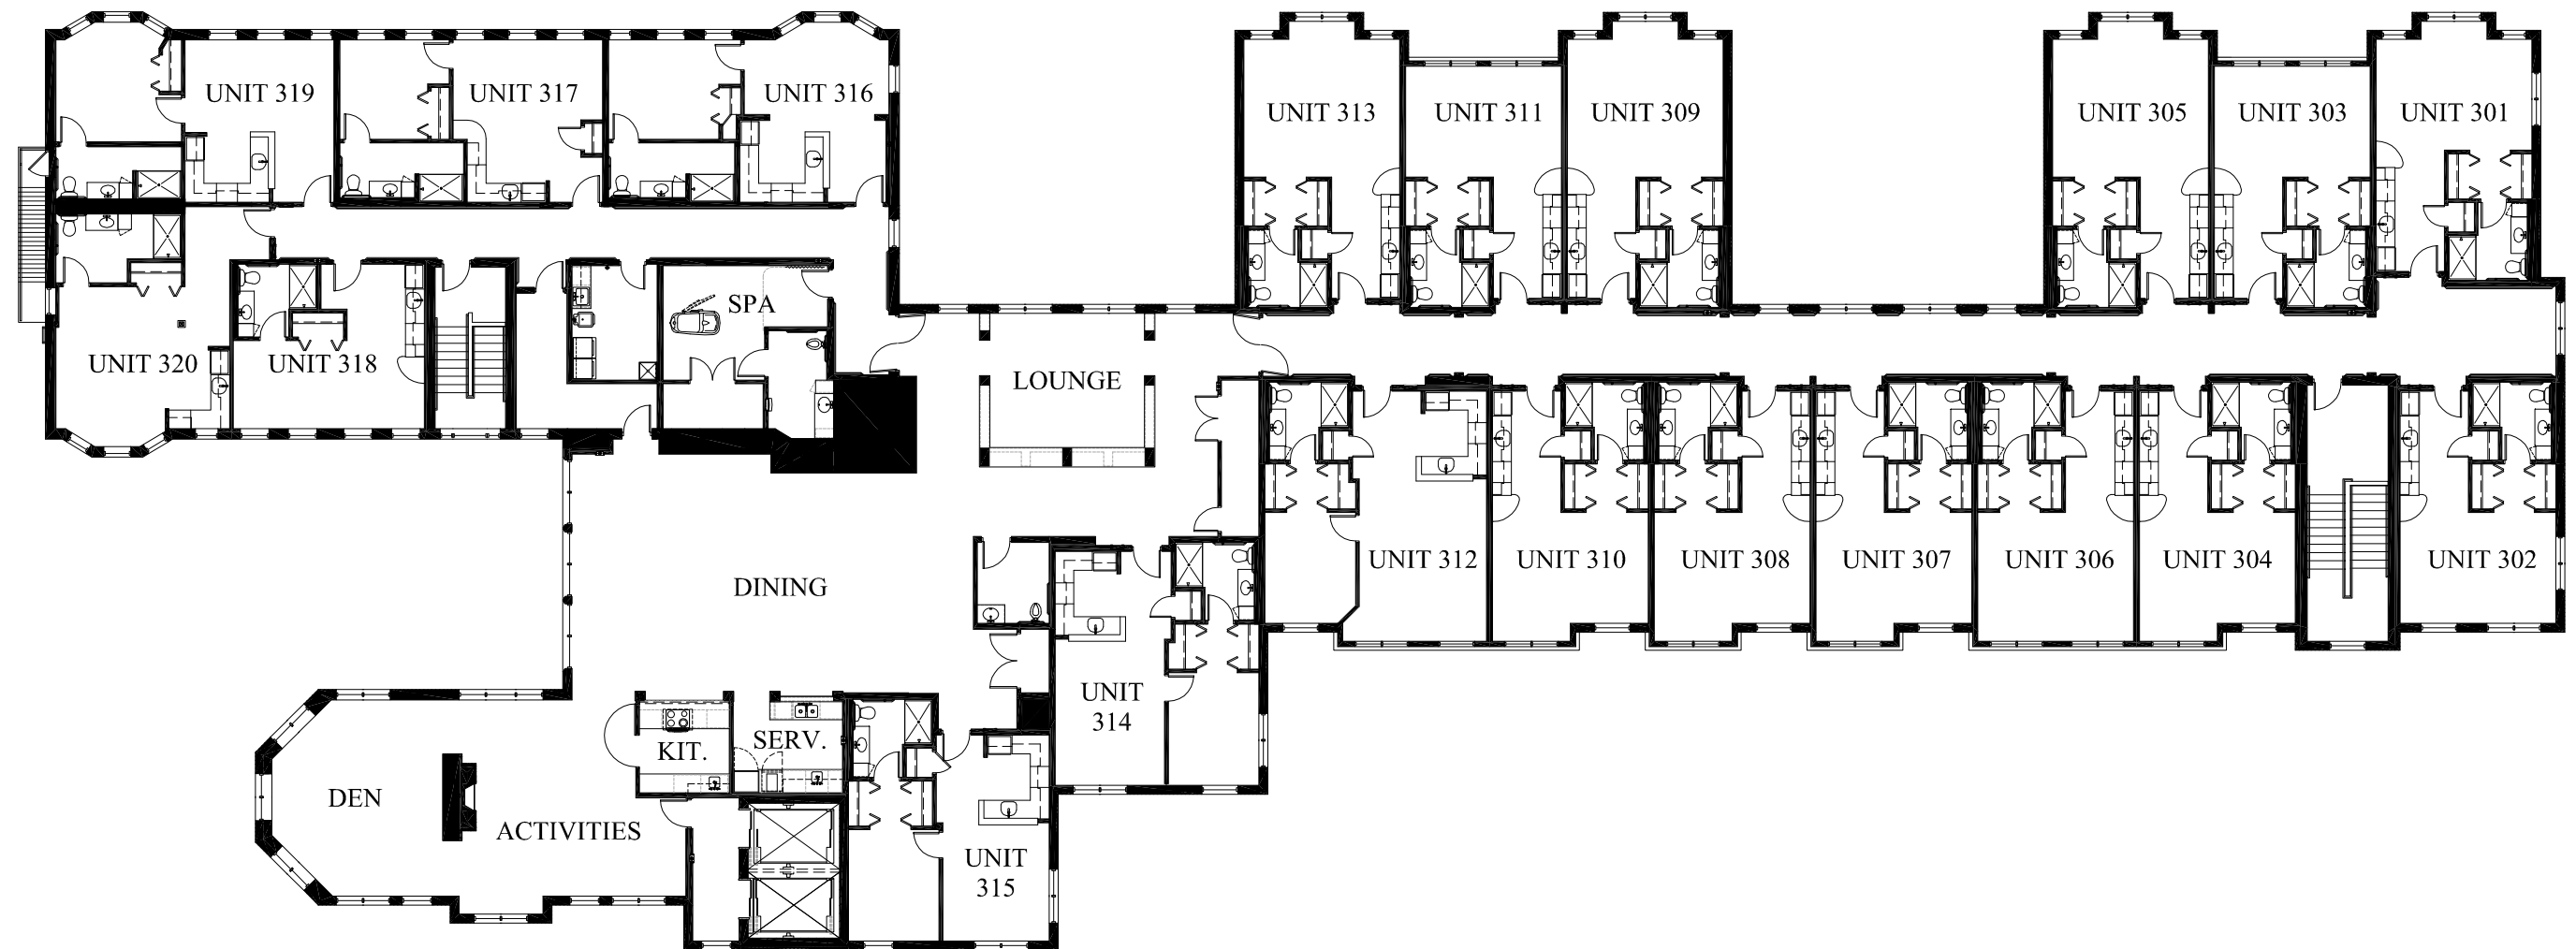 UNIT 319
UNIT 317
UNIT 316
UNIT 313
UNIT 311
UNIT 309
UNIT 305
UNIT 303
UNIT 301
SPA
UNIT 320
UNIT 318
LOUNGE
UNIT 312
UNIT 310
UNIT 308
UNIT 307
UNIT 306
UNIT 304
UNIT 302
DINING
UNIT
314
KIT.
SERV.
DEN
ACTIVITIES
UNIT
315